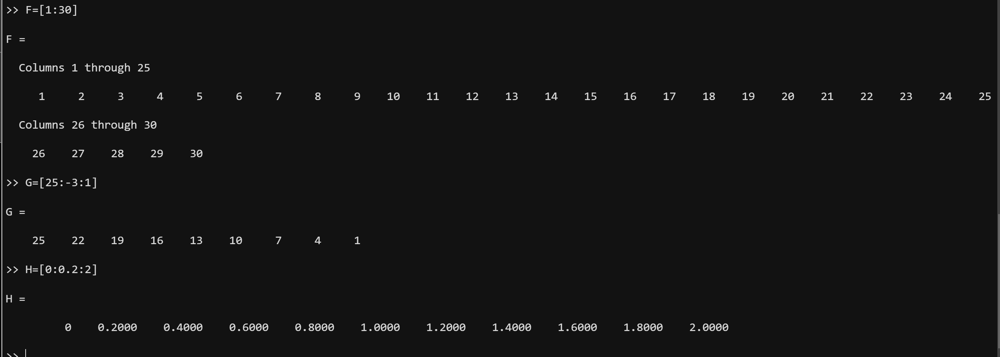 >> F=[1:30]
F =
Columns 1 through 25
1 2 3 4 5 6 7 8 9 10 11 12 13 14 15 16 17 18 19 20 21 22 23 24 25
Columns 26 through 30
26 27 28 29 30
>> G=[25:-3:1]
G =
25 22 19 16 13 10 7 4 1
>> H=[0:0.2:2]
H =
0 0.2000 0.4000 0.6000 0.8000 1.0000 1.2000 1.4000 1.6000 1.8000 2.0000
>>